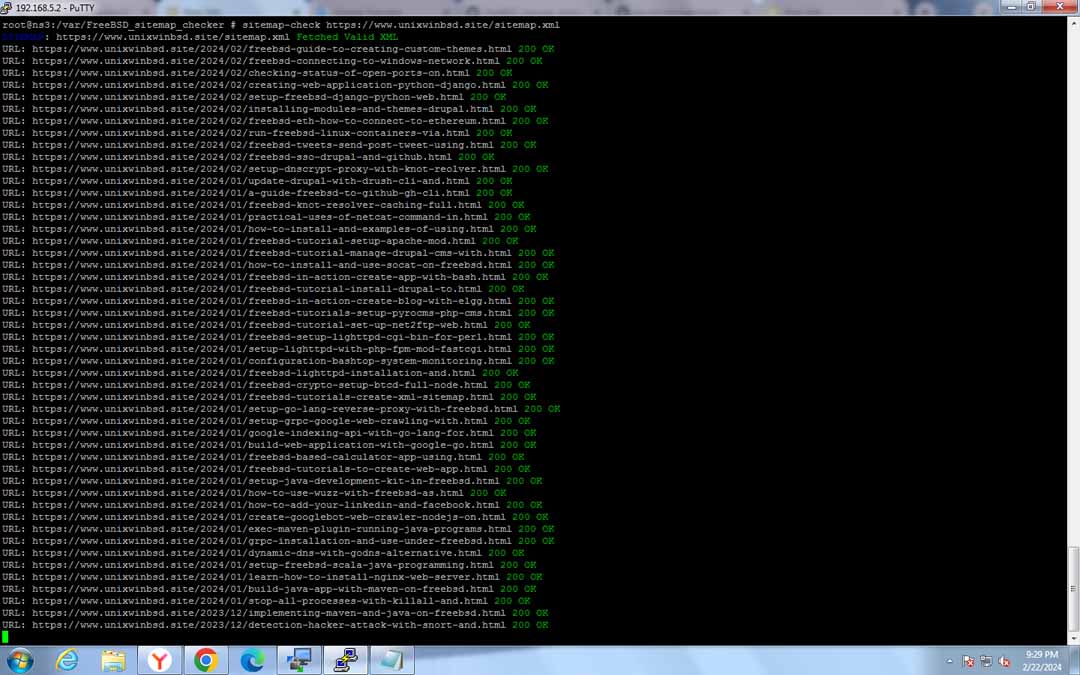 192.168.5.2 - PuTTY
root@ns3:/var/FreeBSD_sitemap_checker # sitemap-check https://www.unixwinbsd.site/sitemap.xml
SITEMAP: https://www.unixwinbsd.site/sitemap.xml Fetched Valid XML
URL: https://www.unixwinbsd.site/2024/02/freebsd-guide-to-creating-custom-themes.html 200 OK
URL: https://www.unixwinbsd.site/2024/02/freebsd-connecting-to-windows-network.html 200 OK
URL: https://www.unixwinbsd.site/2024/02/checking-status-of-open-ports-on.html 200 OK
URL: https://www.unixwinbsd.site/2024/02/creating-web-application-python-django.html 200 OK
URL: https://www.unixwinbsd.site/2024/02/setup-freebsd-django-python-web.html 200 OK
URL: https://www.unixwinbsd.site/2024/02/installing-modules-and-themes-drupal.html 200 OK
URL: https://www.unixwinbsd.site/2024/02/freebsd-eth-how-to-connect-to-ethereum.html 200 OK
URL: https://www.unixwinbsd.site/2024/02/run-freebsd-linux-containers-via.html 200 OK
URL: https://www.unixwinbsd.site/2024/02/freebsd-tweets-send-post-tweet-using.html 200 OK
URL: https://www.unixwinbsd.site/2024/02/freebsd-sso-drupal-and-github.html 200 OK
URL: https://www.unixwinbsd.site/2024/02/setup-dnscrypt-proxy-with-knot-reolver.html 200 OK
URL: https://www.unixwinbsd.site/2024/01/update-drupal-with-drush-cli-and.html 200 OK
URL: https://www.unixwinbsd.site/2024/01/a-guide-freebsd-to-github-gh-cli.html 200 OK
URL: https://www.unixwinbsd.site/2024/01/freebsd-knot-resolver-caching-full.html 200 OK
URL: https://www.unixwinbsd.site/2024/01/practical-uses-of-netcat-command-in.html 200 OK
URL: https://www.unixwinbsd.site/2024/01/how-to-install-and-examples-of-using.html 200 OK
URL: https://www.unixwinbsd.site/2024/01/freebsd-tutorial-setup-apache-mod.html 200 OK
URL: https://www.unixwinbsd.site/2024/01/freebsd-tutorial-manage-drupal-cms-with.html 200 OK
URL: https://www.unixwinbsd.site/2024/01/how-to-install-and-use-socat-on-freebsd.html 200 OK
URL: https://www.unixwinbsd.site/2024/01/freebsd-in-action-create-app-with-bash.html 200 OK
URL: https://www.unixwinbsd.site/2024/01/freebsd-tutorial-install-drupal-to.html 200 OK
URL: https://www.unixwinbsd.site/2024/01/freebsd-in-action-create-blog-with-elgg.html 200 OK
URL: https://www.unixwinbsd.site/2024/01/freebsd-tutorials-setup-pyrocms-php-cms.html 200 OK
URL: https://www.unixwinbsd.site/2024/01/freebsd-tutorial-set-up-net2ftp-web.html 200 OK
URL: https://www.unixwinbsd.site/2024/01/freebsd-setup-lighttpd-cgi-bin-for-perl.html 200 OK
URL: https://www.unixwinbsd.site/2024/01/setup-lighttpd-with-php-fpm-mod-fastcgi.html 200 OK
URL: https://www.unixwinbsd.site/2024/01/configuration-bashtop-system-monitoring.html 200 OK
URL: https://www.unixwinbsd.site/2024/01/freebsd-lighttpd-installation-and.html 200 OK
URL: https://www.unixwinbsd.site/2024/01/freebsd-crypto-setup-btcd-full-node.html 200 OK
URL: https://www.unixwinbsd.site/2024/01/freebsd-tutorials-create-xml-sitemap.html 200 OK
URL: https://www.unixwinbsd.site/2024/01/setup-go-lang-reverse-proxy-with-freebsd.html 200 OK
URL: https://www.unixwinbsd.site/2024/01/setup-grpc-google-web-crawling-with.html 200 OK
URL: https://www.unixwinbsd.site/2024/01/google-indexing-api-with-go-lang-for.html 200 OK
URL: https://www.unixwinbsd.site/2024/01/build-web-application-with-google-go.html 200 OK
URL: https://www.unixwinbsd.site/2024/01/freebsd-based-calculator-app-using.html 200 OK
URL: https://www.unixwinbsd.site/2024/01/freebsd-tutorials-to-create-web-app.html 200 OK
URL: https://www.unixwinbsd.site/2024/01/setup-java-development-kit-in-freebsd.html 200 OK
URL: https://www.unixwinbsd.site/2024/01/how-to-use-wuzz-with-freebsd-as.html 200 OK
URL: https://www.unixwinbsd.site/2024/01/how-to-add-your-linkedin-and-facebook.html 200 OK
URL: https://www.unixwinbsd.site/2024/01/create-googlebot-web-crawler-nodejs-on.html 200 OK
URL: https://www.unixwinbsd.site/2024/01/exec-maven-plugin-running-java-programs.html 200 OK
URL: https://www.unixwinbsd.site/2024/01/grpc-installation-and-use-under-freebsd.html 200 OK
URL: https://www.unixwinbsd.site/2024/01/dynamic-dns-with-godns-alternative.html 200 OK
URL: https://www.unixwinbsd.site/2024/01/setup-freebsd-scala-java-programming.html 200 OK
URL: https://www.unixwinbsd.site/2024/01/learn-how-to-install-nginx-web-server.html 200 OK
URL: https://www.unixwinbsd.site/2024/01/build-java-app-with-maven-on-freebsd.html 200 OK
URL: https://www.unixwinbsd.site/2024/01/stop-all-processes-with-killall-and.html 200 OK
URL: https://www.unixwinbsd.site/2023/12/implementing-maven-and-java-on-freebsd.html 200 OK
URL: https://www.unixwinbsd.site/2023/12/detection-hacker-attack-with-snort-and.html 200 OK
9:29 PM
2/22/2024